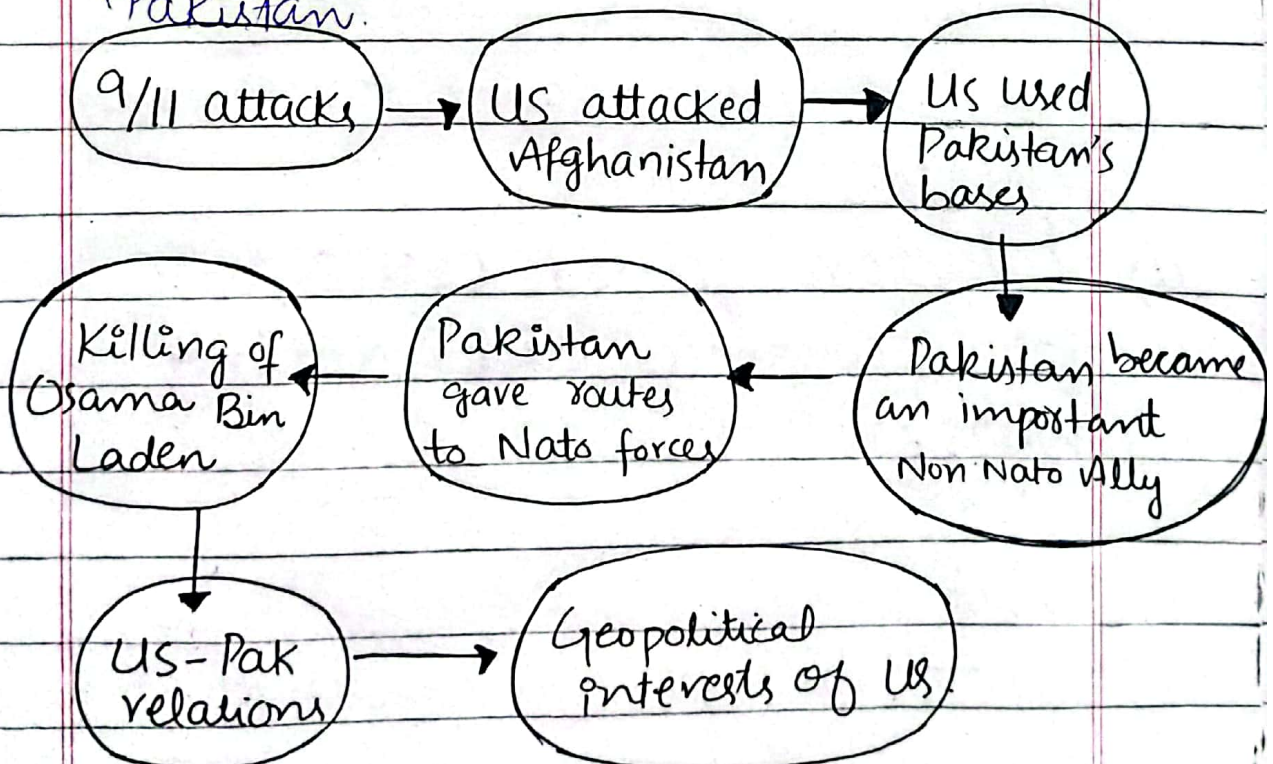 Pakistan.
9/11 attacks
US attacked
Afghanistan
Us used
Pakistan's
bases
Pakistan became
an important
Non Nato Ally
Pakistan
gave routes
to Nato forces
Killing of
Osama Bin
Laden
US-Pak
relations
Geopolitical
interests of US.